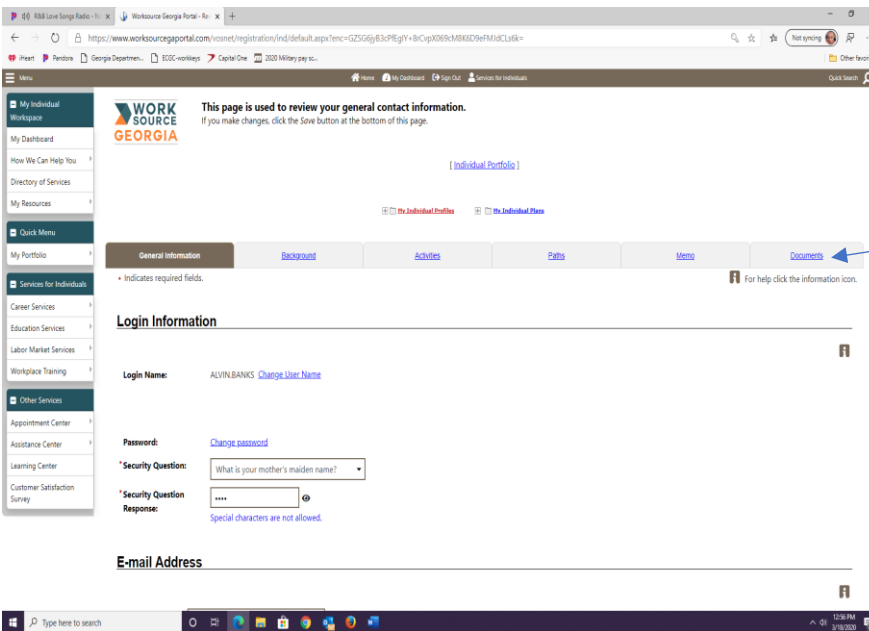 R&B Love Songs Radio - No
Worksource Georgia Portal - Rev
https://www.worksourcegaportal.com/vosnet/registration/ind/default.aspx?enc=GZSG6jyB3cPfEgIY+8rCvpX069cM8K6D9eFMJdCLs6k=
Not syncing
iHeart Pandora Georgia Departmen... ECGC-workkeys Capital One 2020 Military pay sc... Other favori
Menu Home My Dashboard Sign Out Services for Individuals Quick Search
My Individual
Workspace
My Dashboard
How We Can Help You
Directory of Services
My Resources
Quick Menu
My Portfolio
Services for Individuals
Career Services
Education Services
Labor Market Services
Workplace Training
Other Services
Appointment Center
Assistance Center
Learning Center
Customer Satisfaction
Survey
WORK
SOURCE
GEORGIA
This page is used to review your general contact information.
If you make changes, click the Save button at the bottom of this page.
[ Individual Portfolio ]
My Individual Profiles My Individual Plans
General Information Background Activities Paths Memo Documents
• Indicates required fields. For help click the information icon.
Login Information
Login Name: ALVIN.BANKS Change User Name
Password: Change password
*Security Question: What is your mother's maiden name?
*Security Question
Response:
Special characters are not allowed.
E-mail Address
Type here to search
12:56 PM
3/18/2020